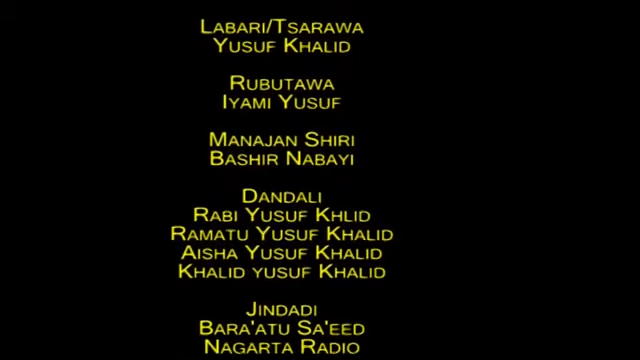 LABARI/TSARAWA
YUSUF KHALID
RUBUTAWA
IYAMI YUSUF
MANAJAN SHIRI
BASHIR NABAYI
DANDALI
RABI YUSUF KHLID
RAMATU YUSUF KHALID
AISHA YUSUF KHALID
KHALID YUSUF KHALID
JINDADI
BARA'ATU SA'EED
NAGARTA RADIO